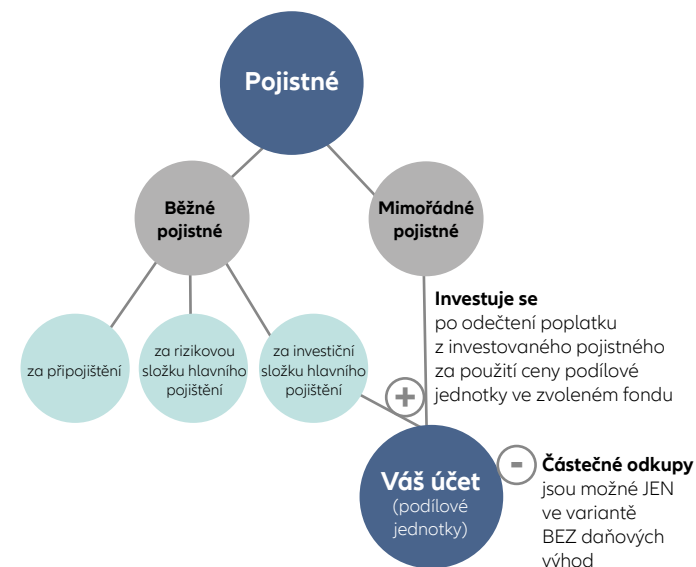 Pojistné
Běžné
pojistné
Mimořádné
pojistné
za připojištění
za rizikovou
složku hlavního
pojištění
za investiční
složku hlavního
pojištění
Investuje se
po odečtení poplatku
z investovaného pojistného
za použití ceny podílové
jednotky ve zvoleném fondu
+
Váš účet
(podílové
jednotky)
-
Částečné odkupy
jsou možné JEN
ve variantě
BEZ daňových
výhod